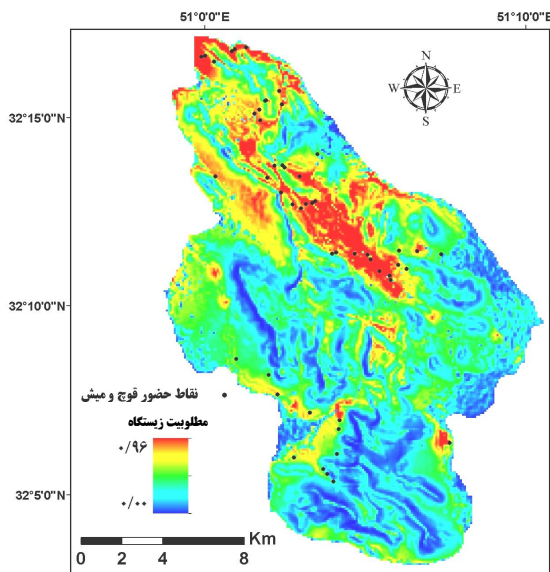 51°0'0"E 51°10'0"E
N
W E
S
32°15'0"N
32°10'0"N
نقاط حضور قوچ و میش
مطلوبیت زیستگاه
۰/۹۶
۰/۰۰
32°5'0"N
Km
0 2 4 8